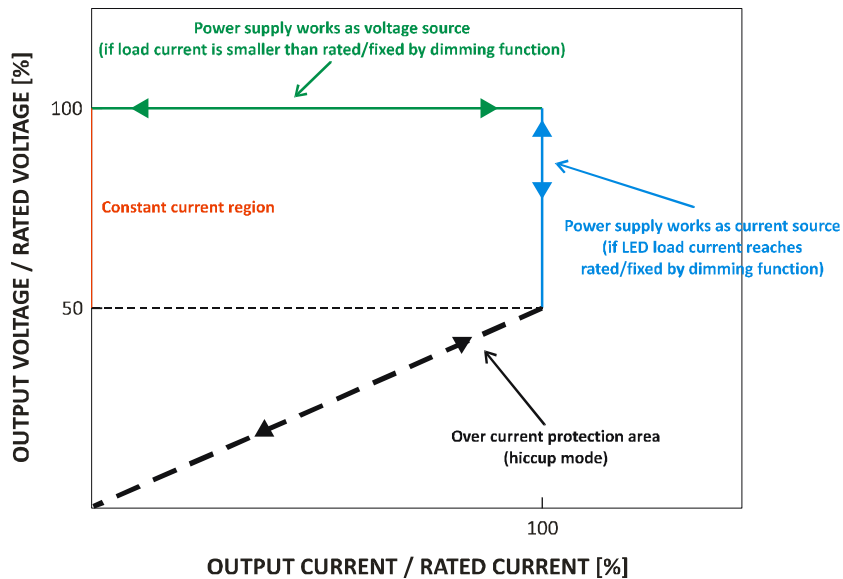 Power supply works as voltage source
(if load current is smaller than rated/fixed by dimming function)
100
Constant current region
Power supply works as current source
(if LED load current reaches
rated/fixed by dimming function)
50
Over current protection area
(hiccup mode)
100
OUTPUT VOLTAGE / RATED VOLTAGE [%]
OUTPUT CURRENT / RATED CURRENT [%]